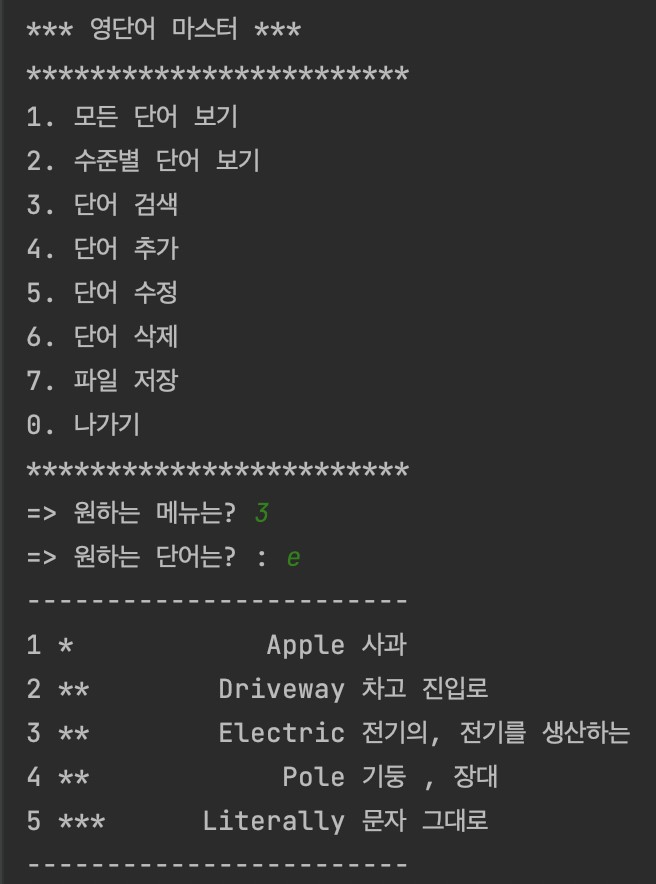 *** 영단어 마스터 ***
************************
1. 모든 단어 보기
2. 수준별 단어 보기
3. 단어 검색
4. 단어 추가
5. 단어 수정
6. 단어 삭제
7. 파일 저장
0. 나가기
************************
=> 원하는 메뉴는? 3
=> 원하는 단어는? : e
------------------------
1 *            Apple 사과
2 **        Driveway 차고 진입로
3 **        Electric 전기의, 전기를 생산하는
4 **            Pole 기둥 , 장대
5 ***      Literally 문자 그대로
------------------------